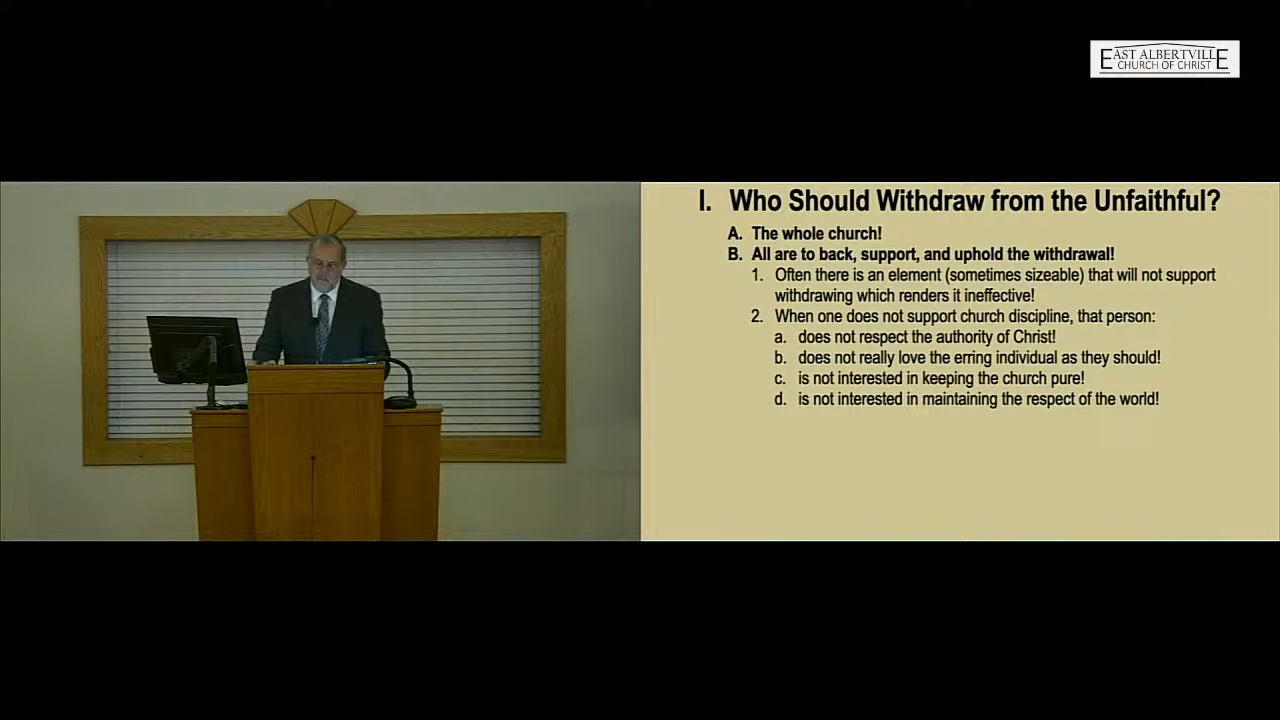 EAST ALBERTVILLE
CHURCH OF CHRIST
I. Who Should Withdraw from the Unfaithful?
A. The whole church!
B. All are to back, support, and uphold the withdrawal!
1. Often there is an element (sometimes sizeable) that will not support
withdrawing which renders it ineffective!
2. When one does not support church discipline, that person:
a. does not respect the authority of Christ!
b. does not really love the erring individual as they should!
c. is not interested in keeping the church pure!
d. is not interested in maintaining the respect of the world!